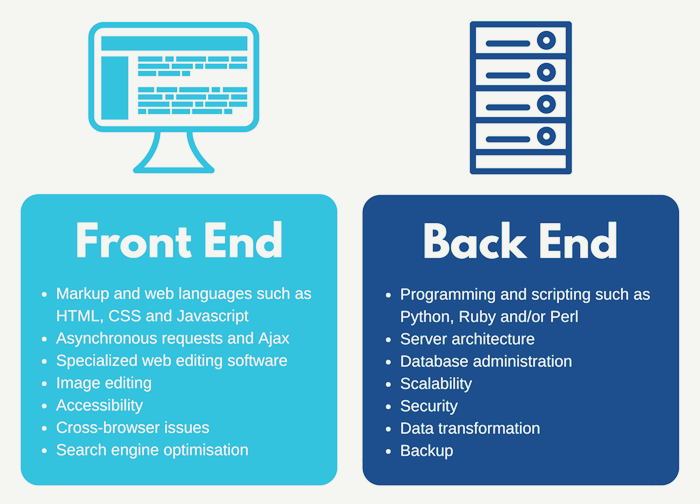 Front End
• Markup and web languages such as
HTML, CSS and Javascript
• Asynchronous requests and Ajax
• Specialized web editing software
• Image editing
• Accessibility
• Cross-browser issues
• Search engine optimisation
Back End
• Programming and scripting such as
Python, Ruby and/or Perl
• Server architecture
• Database administration
• Scalability
• Security
• Data transformation
• Backup